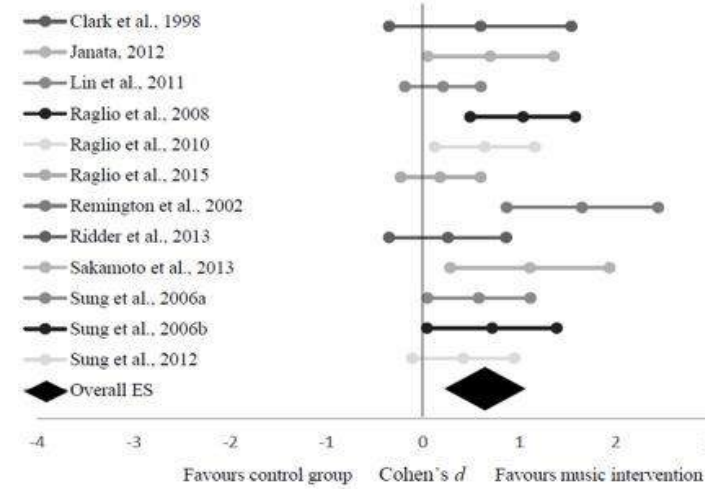 Clark et al., 1998
Janata, 2012
Lin et al., 2011
Raglio et al., 2008
Raglio et al., 2010
Raglio et al., 2015
Remington et al., 2002
Ridder et al., 2013
Sakamoto et al., 2013
Sung et al., 2006a
Sung et al., 2006b
Sung et al., 2012
Overall ES
-4 -3 -2 -1 0 1 2
Favours control group Cohen's d Favours music intervention